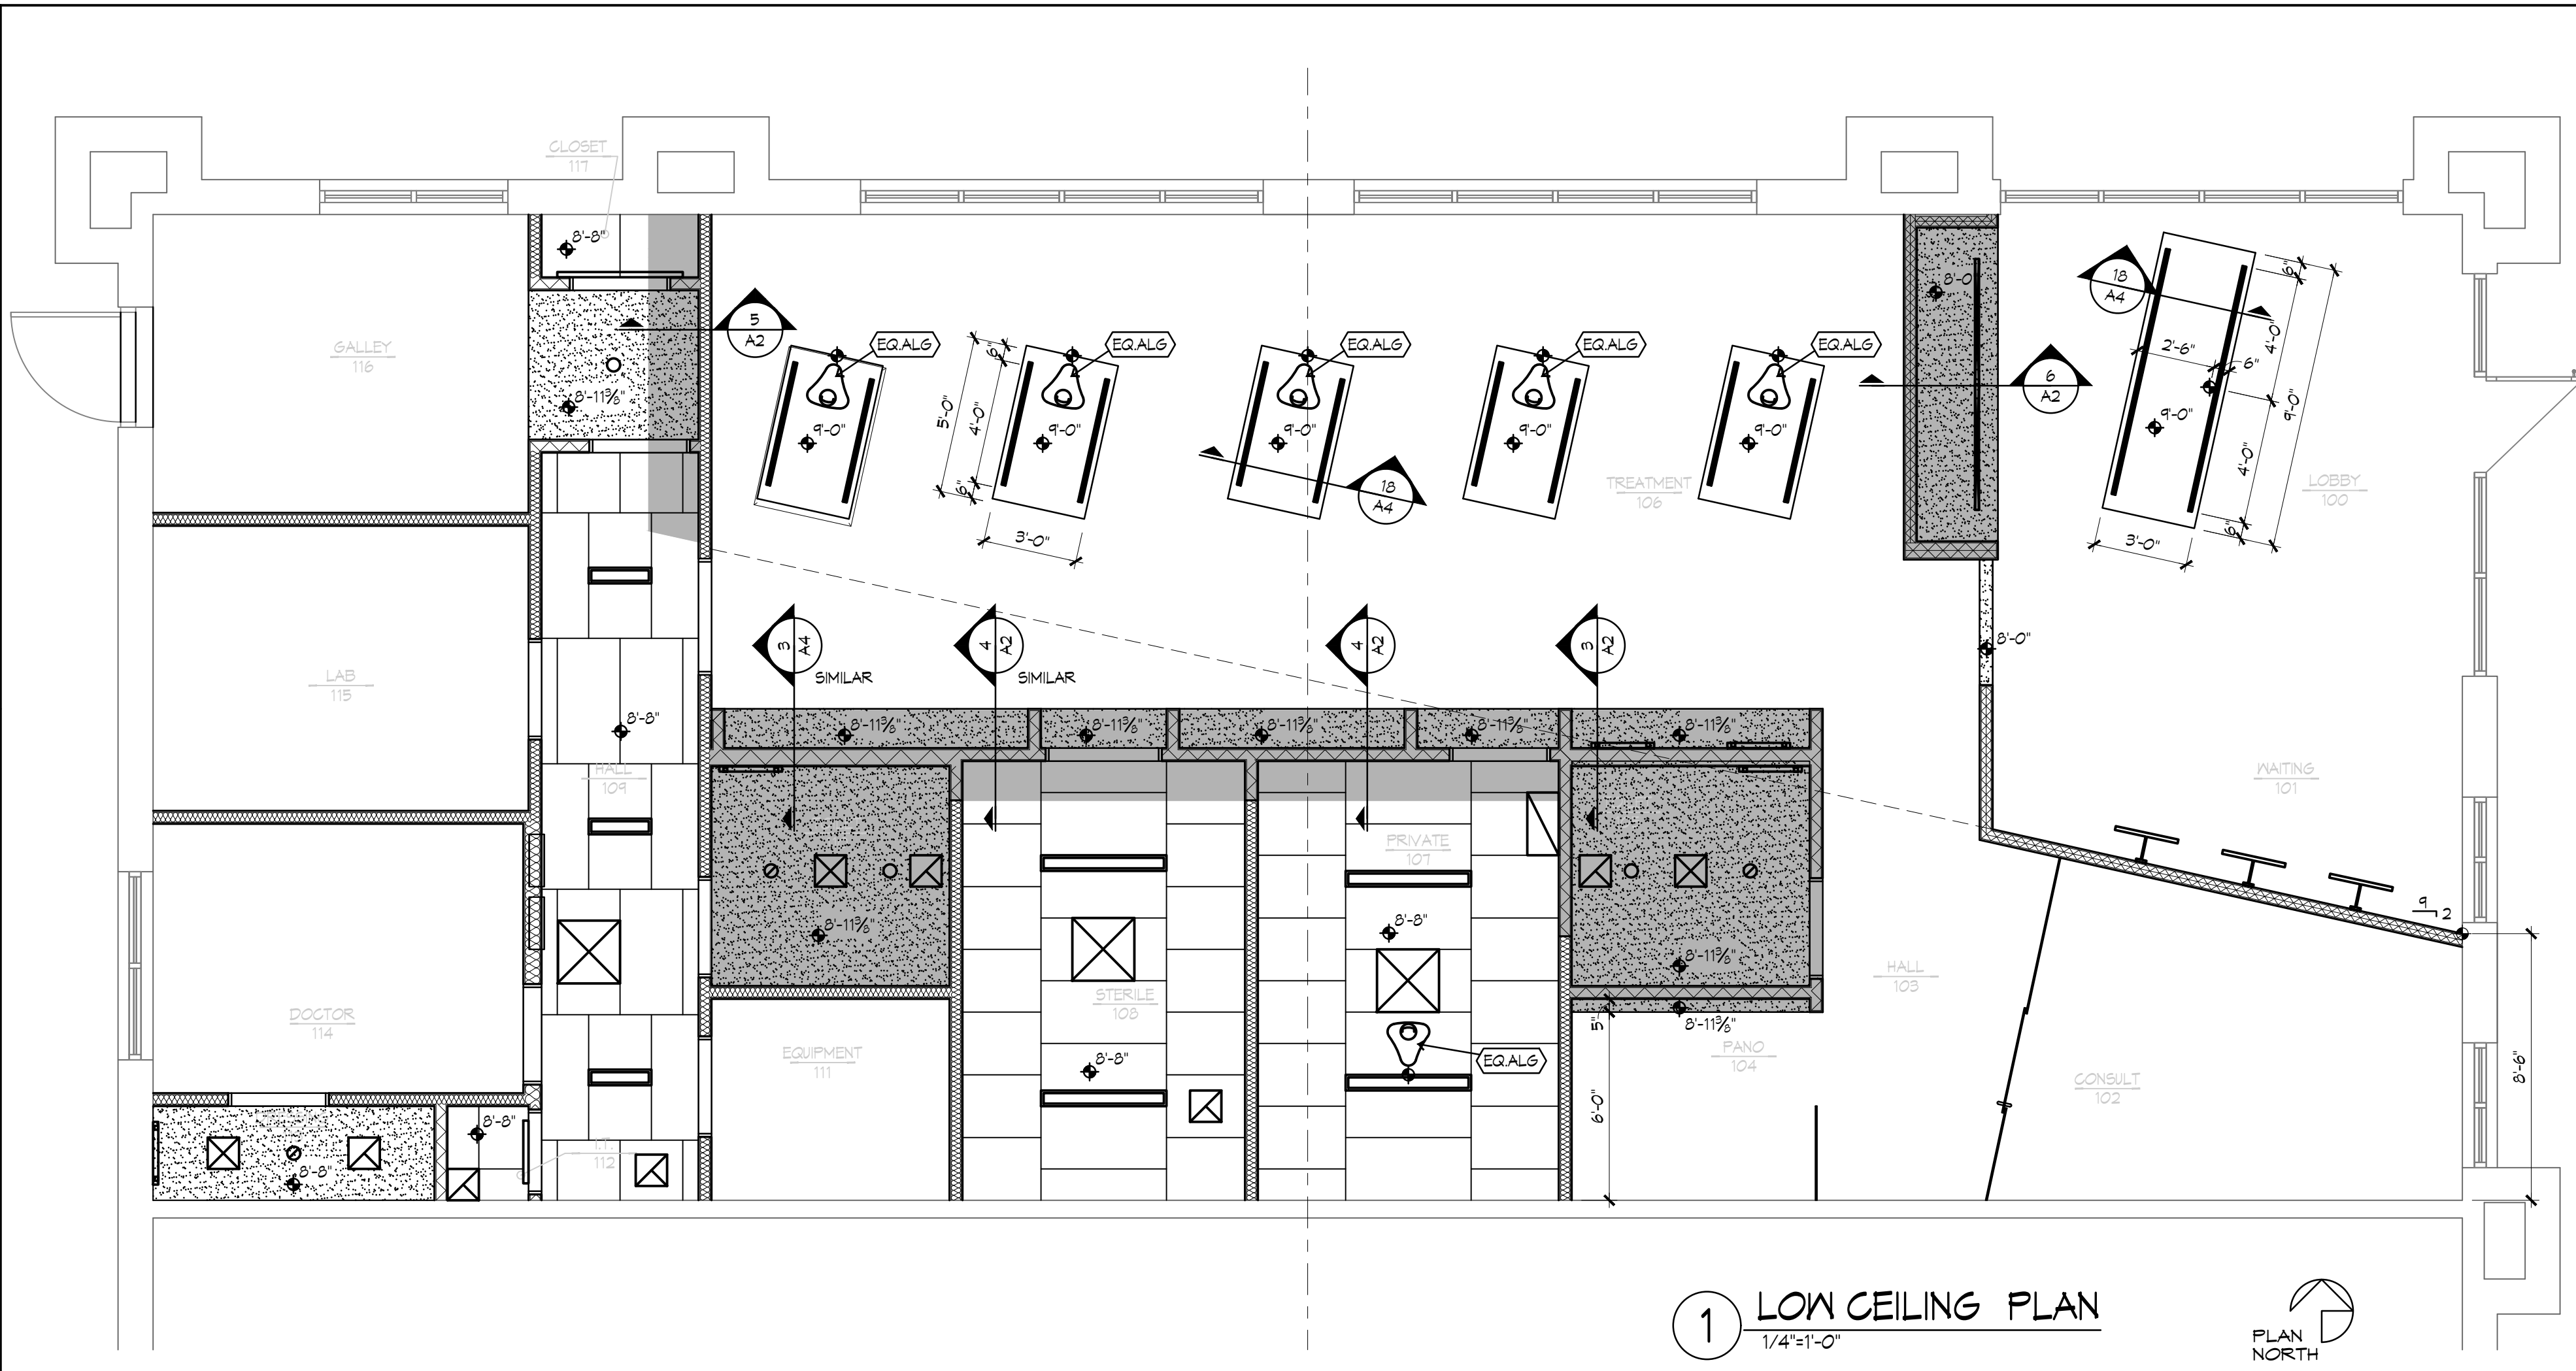 CLOSET
117
8'-8"
GALLEY
116
5
A2
8'-11⅜"
EQ.ALG
EQ.ALG
EQ.ALG
EQ.ALG
EQ.ALG
9'-0"
9'-0"
9'-0"
9'-0"
9'-0"
6"
5'-0"
4'-0"
6"
3'-0"
18
A4
TREATMENT
106
8'-0
6
A2
18
A4
2'-6"
6"
6"
4'-0"
9'-0"
9'-0"
4'-0"
6"
3'-0"
LOBBY
100
8'-0"
LAB
115
8'-8"
HALL
109
3
A4
SIMILAR
4
A2
SIMILAR
4
A2
3
A2
8'-11⅜"
8'-11⅜"
8'-11⅜"
8'-11⅜"
8'-11⅜"
WAITING
101
PRIVATE
107
8'-11⅜"
8'-8"
8'-11⅜"
9
2
HALL
103
STERILE
108
DOCTOR
114
EQUIPMENT
111
8'-8"
EQ.ALG
5"
8'-11⅜"
PANO
104
6'-0"
CONSULT
102
8'-6"
8'-8"
8'-8"
I.T.
112
1
LOW CEILING PLAN
1/4"=1'-0"
PLAN
NORTH